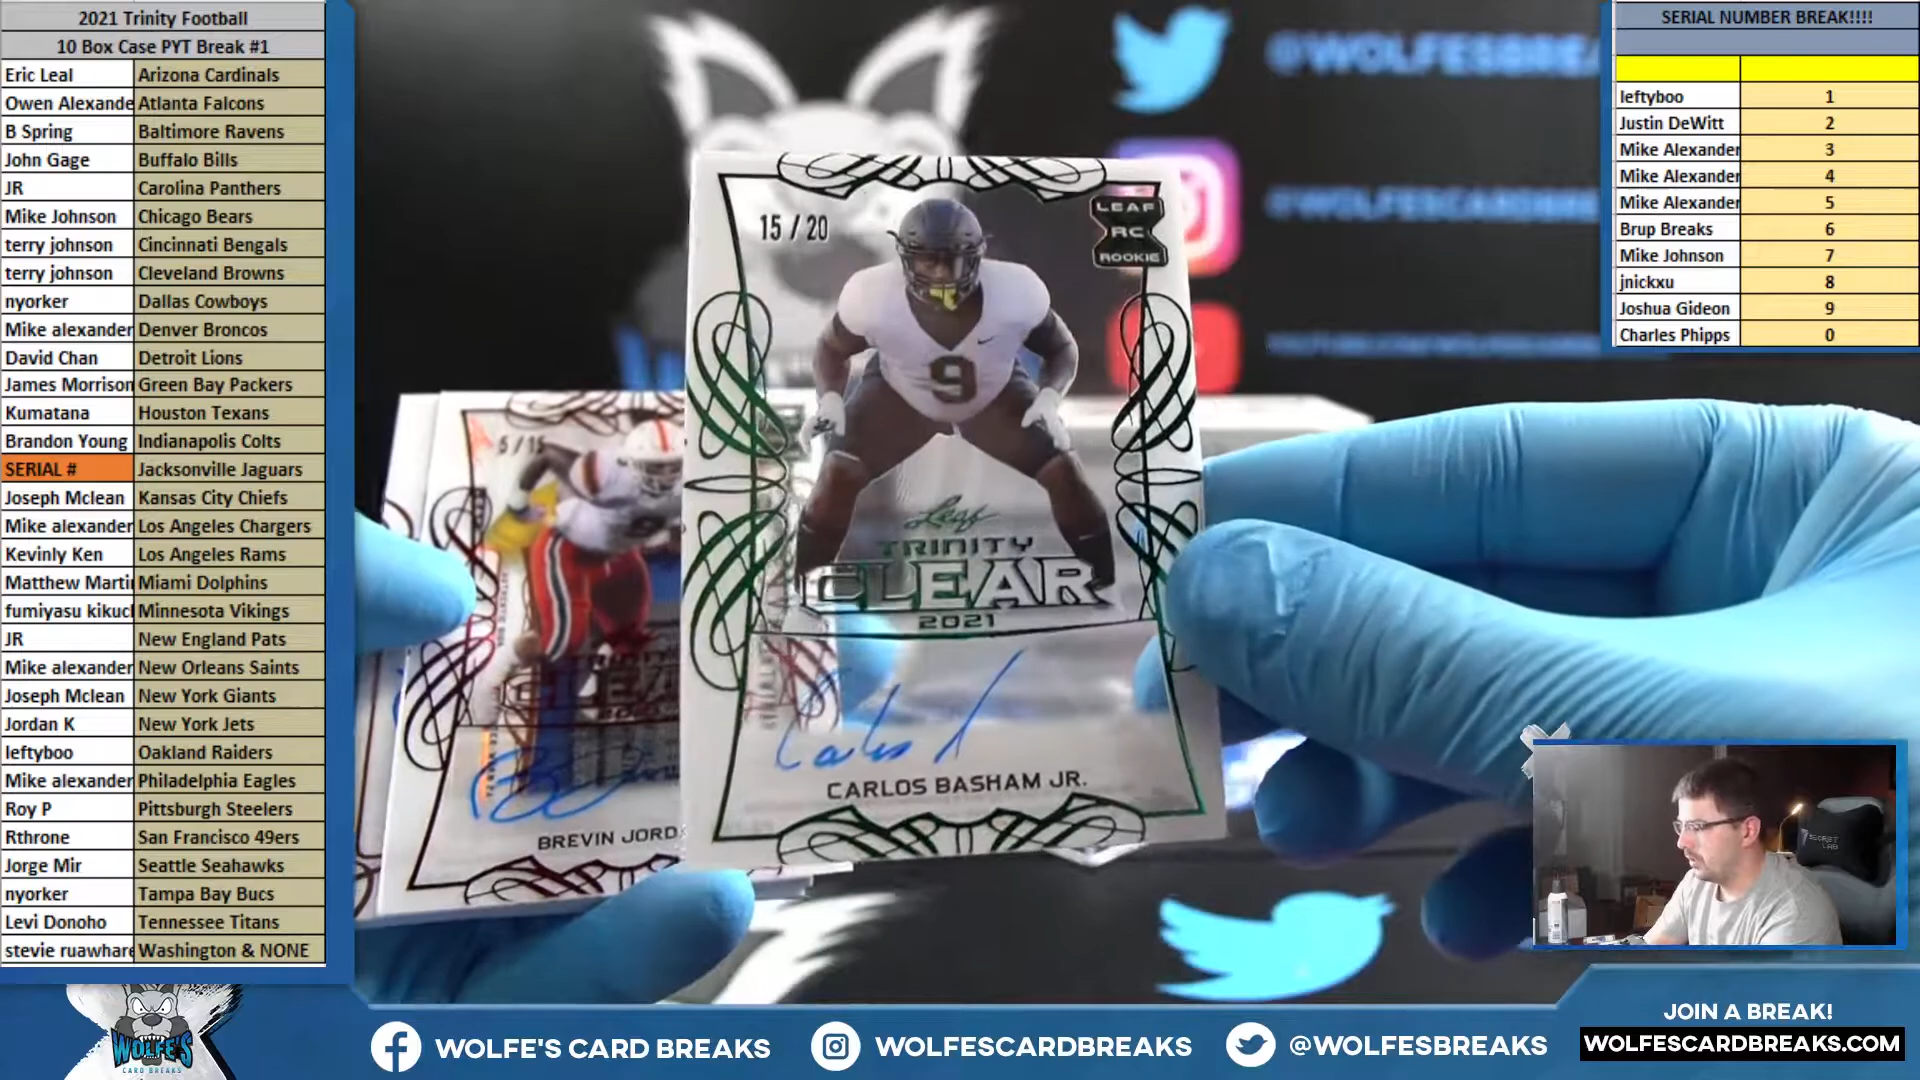 2021 Trinity Football
10 Box Case PYT Break #1
Eric Leal Arizona Cardinals
Owen Alexande Atlanta Falcons
B Spring Baltimore Ravens
John Gage Buffalo Bills
JR Carolina Panthers
Mike Johnson Chicago Bears
terry johnson Cincinnati Bengals
terry johnson Cleveland Browns
nyorker Dallas Cowboys
Mike alexander Denver Broncos
David Chan Detroit Lions
James Morrison Green Bay Packers
Kumatana Houston Texans
Brandon Young Indianapolis Colts
SERIAL # Jacksonville Jaguars
Joseph Mclean Kansas City Chiefs
Mike alexander Los Angeles Chargers
Kevinly Ken Los Angeles Rams
Matthew Marti Miami Dolphins
fumiyasu kikuc Minnesota Vikings
JR New England Pats
Mike alexander New Orleans Saints
Joseph Mclean New York Giants
Jordan K New York Jets
leftyboo Oakland Raiders
Mike alexander Philadelphia Eagles
Roy P Pittsburgh Steelers
Rthrone San Francisco 49ers
Jorge Mir Seattle Seahawks
nyorker Tampa Bay Bucs
Levi Donoho Tennessee Titans
stevie ruawhare Washington & NONE
@WOLFESBREA
@WOLFESCARDBR
15 / 20
LEAF
RC
ROOKIE
9
Leaf
TRINITY
CLEAR
2021
CARLOS BASHAM JR.
5 / 15
BREVIN JORD
SERIAL NUMBER BREAK!!!!
leftyboo 1
Justin DeWitt 2
Mike Alexander 3
Mike Alexander 4
Mike Alexander 5
Brup Breaks 6
Mike Johnson 7
jnickxu 8
Joshua Gideon 9
Charles Phipps 0
SECRET
LAB
WOLFE'S
CARD BREAKS
WOLFE'S CARD BREAKS
WOLFESCARDBREAKS
@WOLFESBREAKS
JOIN A BREAK!
WOLFESCARDBREAKS.COM